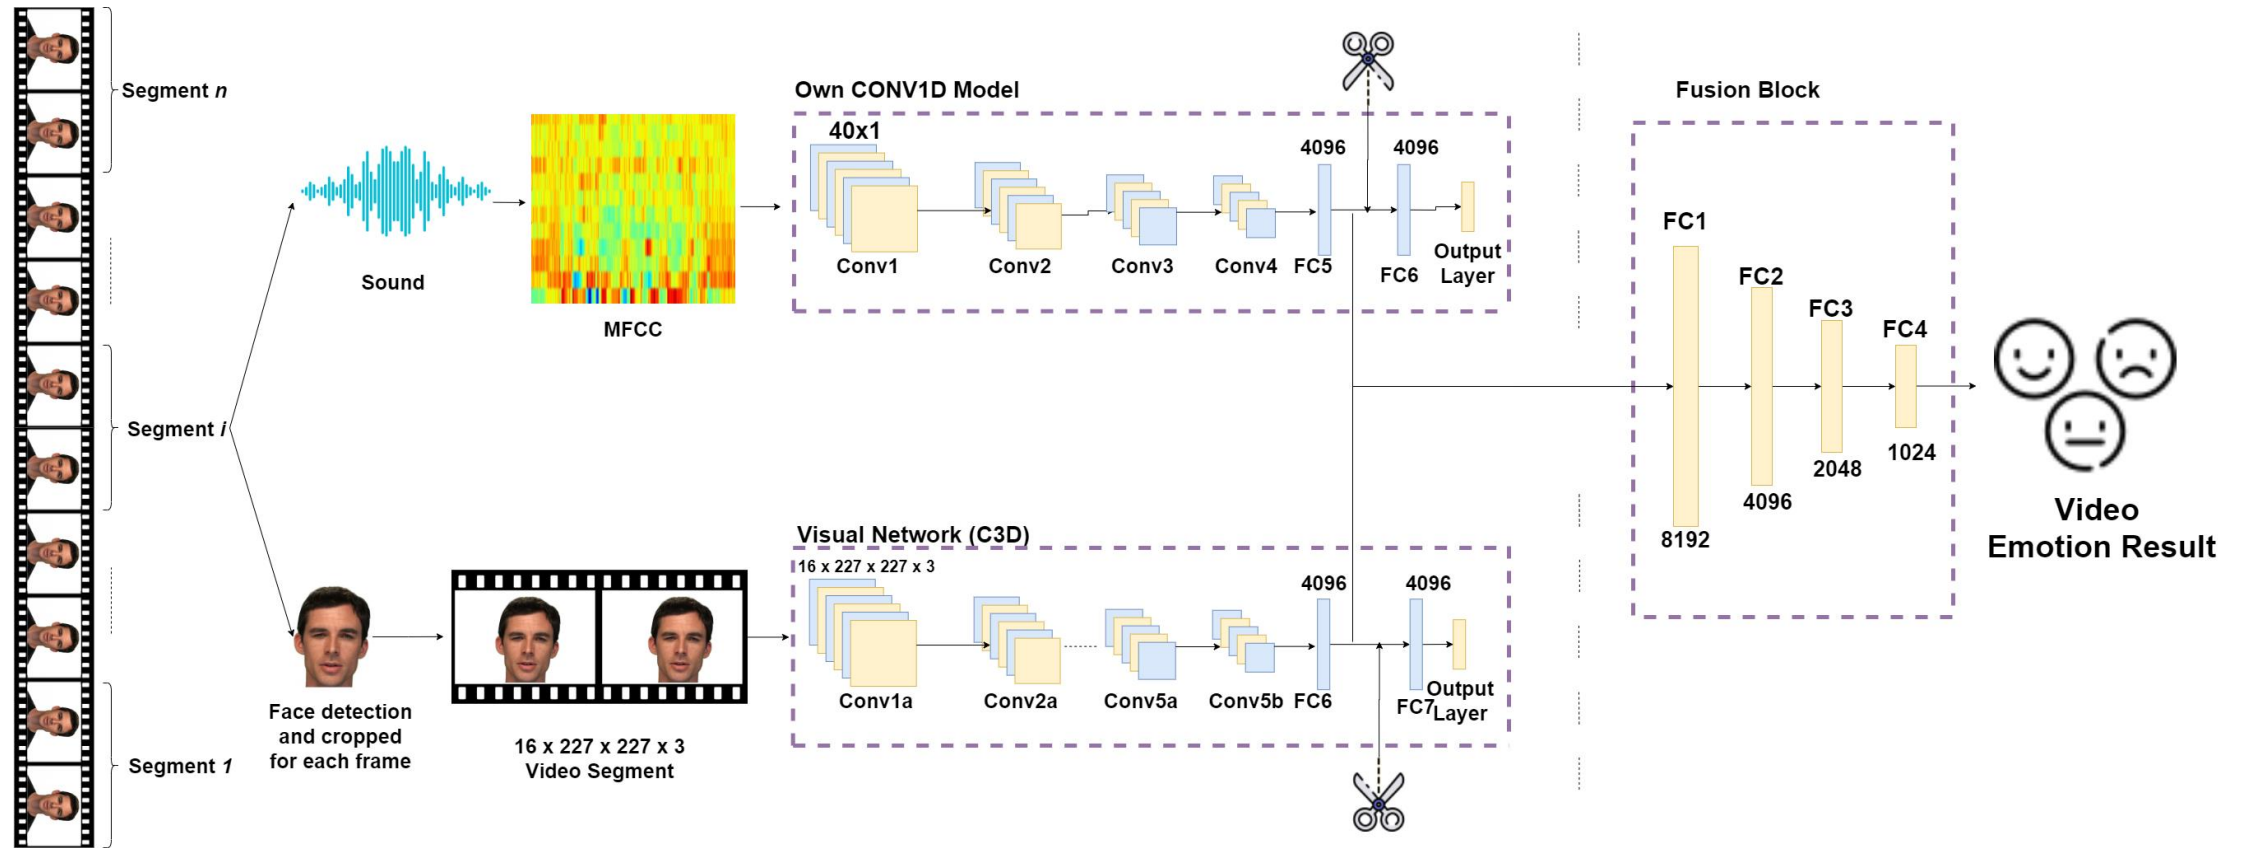 Segment n
Segment i
Segment 1
Sound
MFCC
Face detection
and cropped
for each frame
16 x 227 x 227 x 3
Video Segment
Own CONV1D Model
40x1
Conv1
Conv2
Conv3
Conv4
4096
FC5
4096
FC6
Output
Layer
Visual Network (C3D)
16 x 227 x 227 x 3
Conv1a
Conv2a
Conv5a
Conv5b
4096
FC6
4096
FC7
Output
Layer
Fusion Block
FC1
8192
FC2
4096
FC3
2048
FC4
1024
Video
Emotion Result